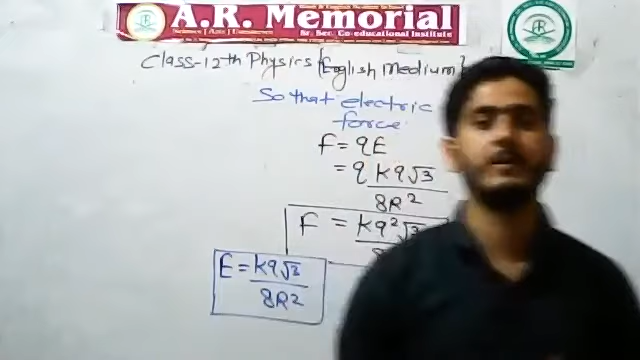 A.R. Memorial
Sr. Sec. Co-educational Institute
Class-12th Physics [English Medium]
So that electric
force
F = qE
= q kq√3
8R²
F = kq²√3
E = kq√3
8R²